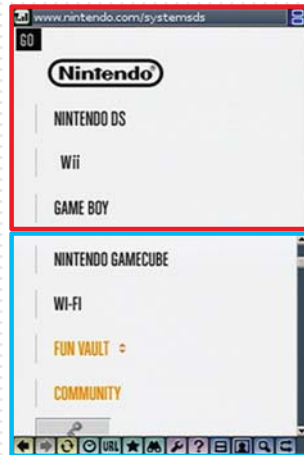 www.nintendo.com/systemsds
GO
Nintendo
NINTENDO DS
Wii
GAME BOY
NINTENDO GAMECUBE
WI-FI
FUN VAULT
COMMUNITY
URL ?